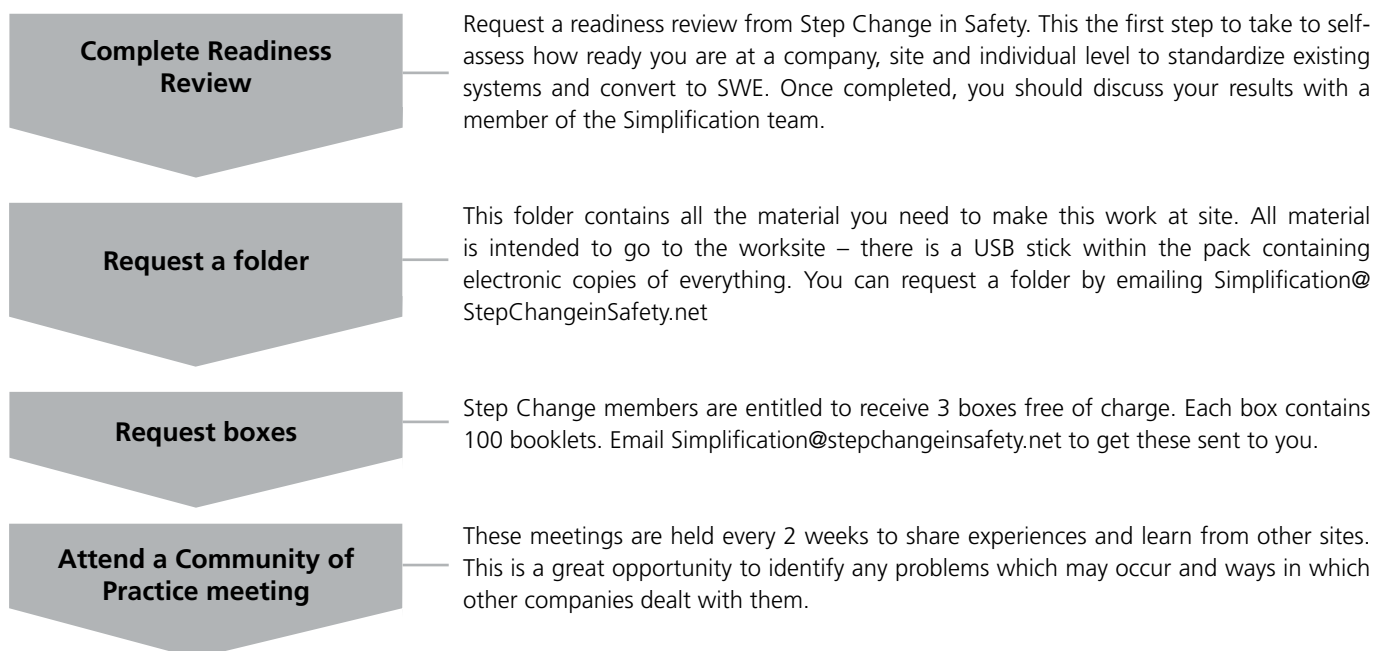 Complete Readiness
Review
Request a readiness review from Step Change in Safety. This the first step to take to self-
assess how ready you are at a company, site and individual level to standardize existing
systems and convert to SWE. Once completed, you should discuss your results with a
member of the Simplification team.
Request a folder
This folder contains all the material you need to make this work at site. All material
is intended to go to the worksite – there is a USB stick within the pack containing
electronic copies of everything. You can request a folder by emailing Simplification@
StepChangeinSafety.net
Request boxes
Step Change members are entitled to receive 3 boxes free of charge. Each box contains
100 booklets. Email Simplification@stepchangeinsafety.net to get these sent to you.
Attend a Community of
Practice meeting
These meetings are held every 2 weeks to share experiences and learn from other sites.
This is a great opportunity to identify any problems which may occur and ways in which
other companies dealt with them.